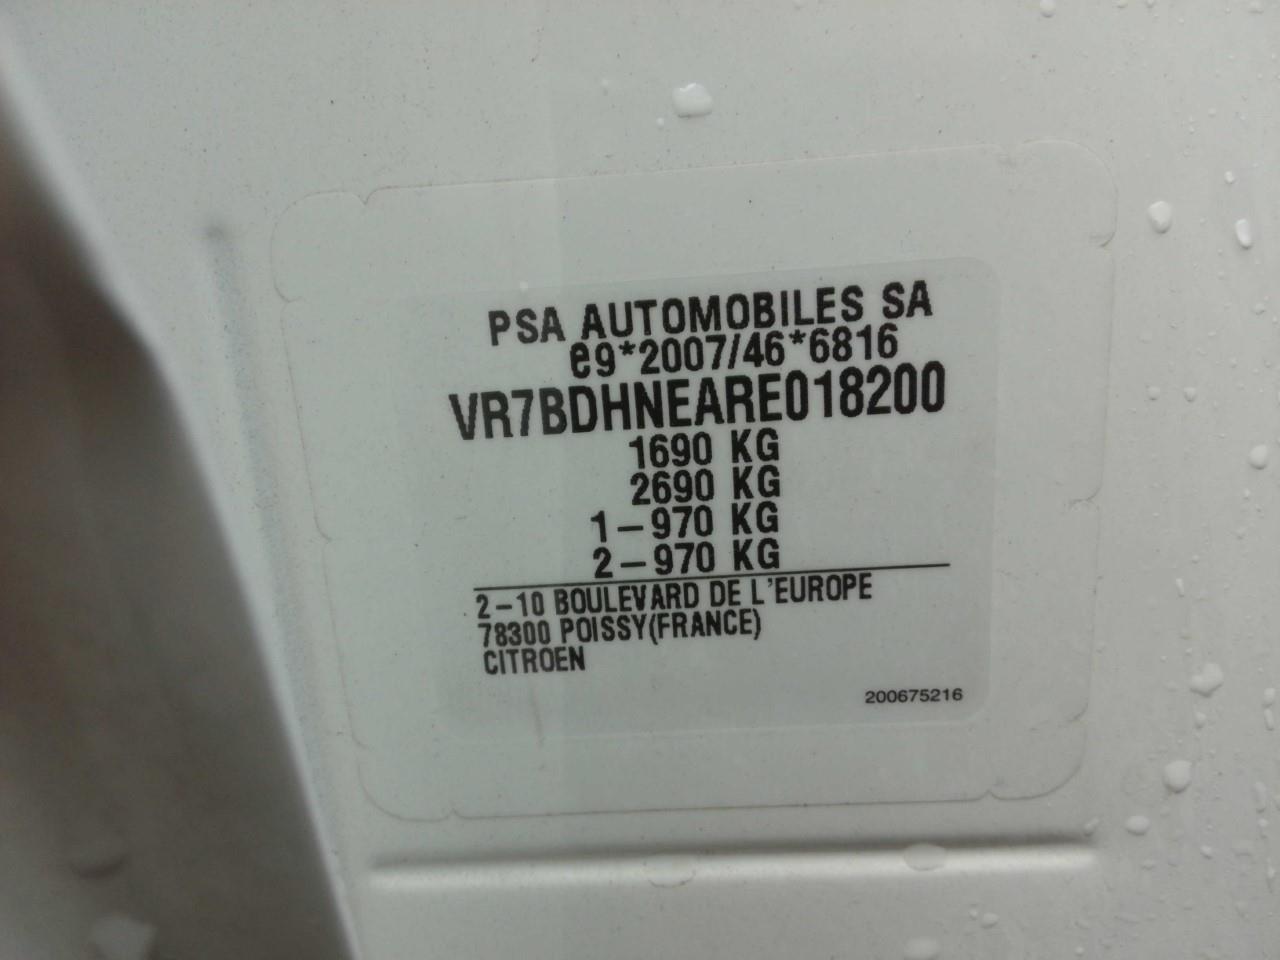 PSA AUTOMOBILES SA
e9*2007/46*6816
VR7BDHNEARE018200
1690 KG
2690 KG
1-970 KG
2-970 KG
2-10 BOULEVARD DE L'EUROPE
78300 POISSY(FRANCE)
CITROEN
200675216